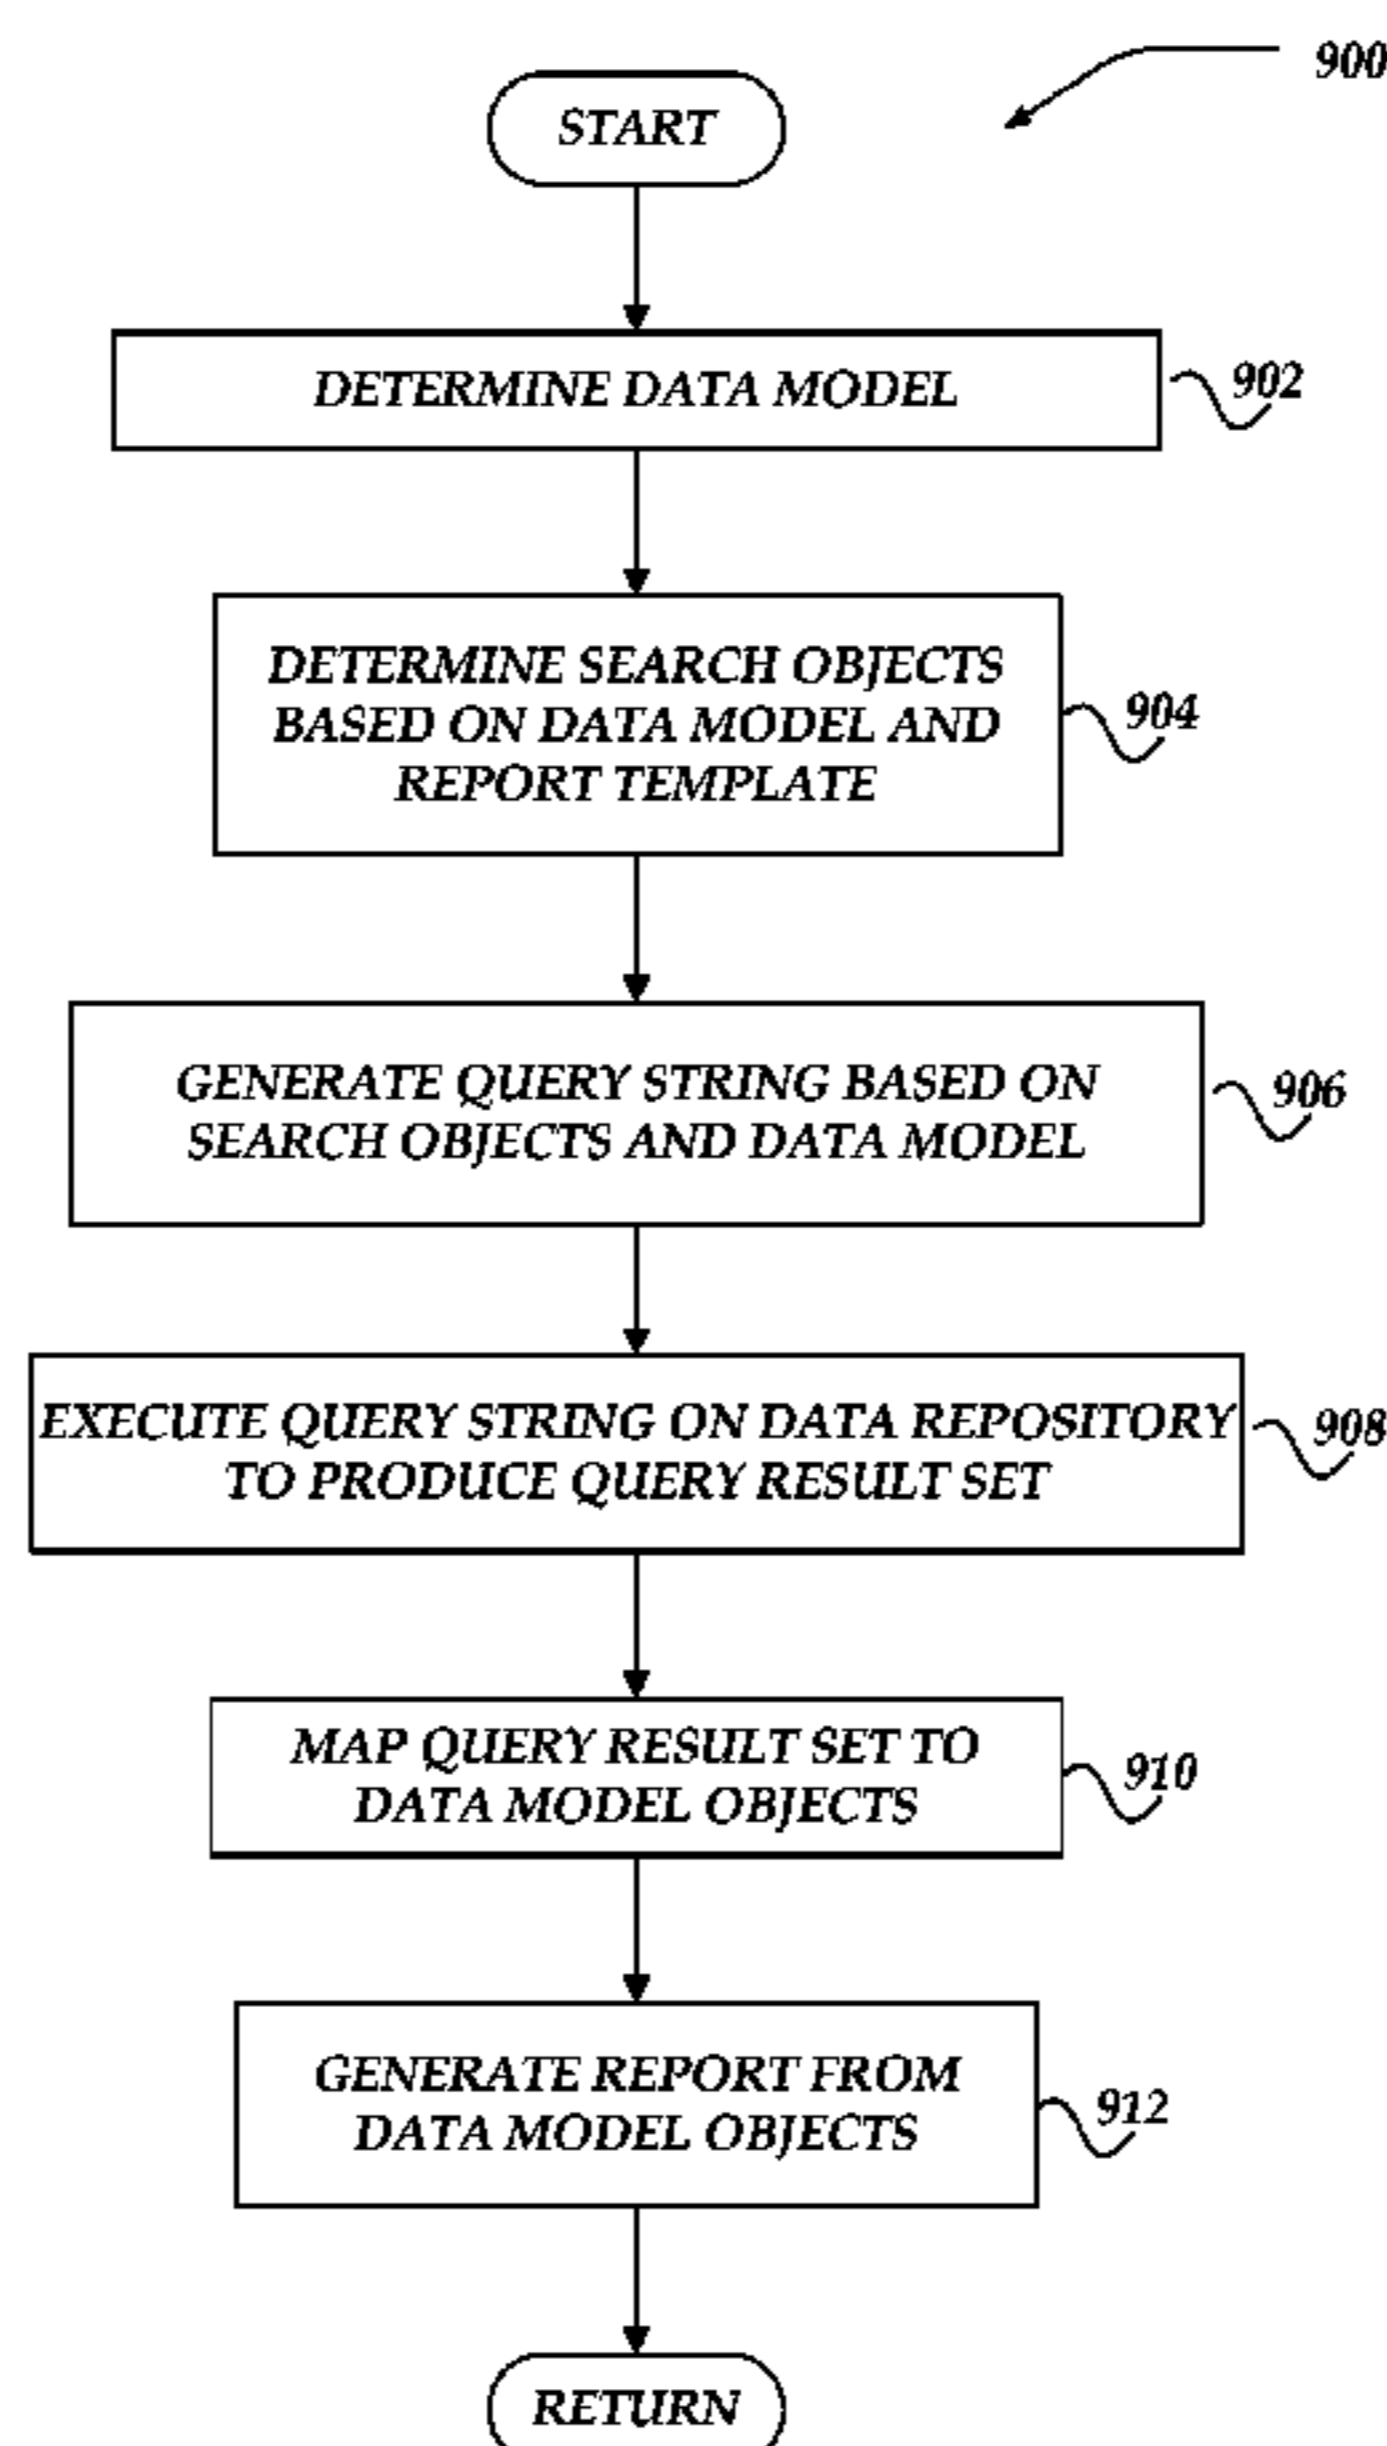 900
START
DETERMINE DATA MODEL
902
DETERMINE SEARCH OBJECTS
BASED ON DATA MODEL AND
REPORT TEMPLATE
904
GENERATE QUERY STRING BASED ON
SEARCH OBJECTS AND DATA MODEL
906
EXECUTE QUERY STRING ON DATA REPOSITORY
TO PRODUCE QUERY RESULT SET
908
MAP QUERY RESULT SET TO
DATA MODEL OBJECTS
910
GENERATE REPORT FROM
DATA MODEL OBJECTS
912
RETURN